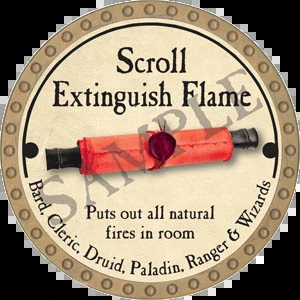 Scroll
Extinguish Flame
SAMPLE
Puts out all natural
fires in room
Bard, Cleric, Druid, Paladin, Ranger & Wizards